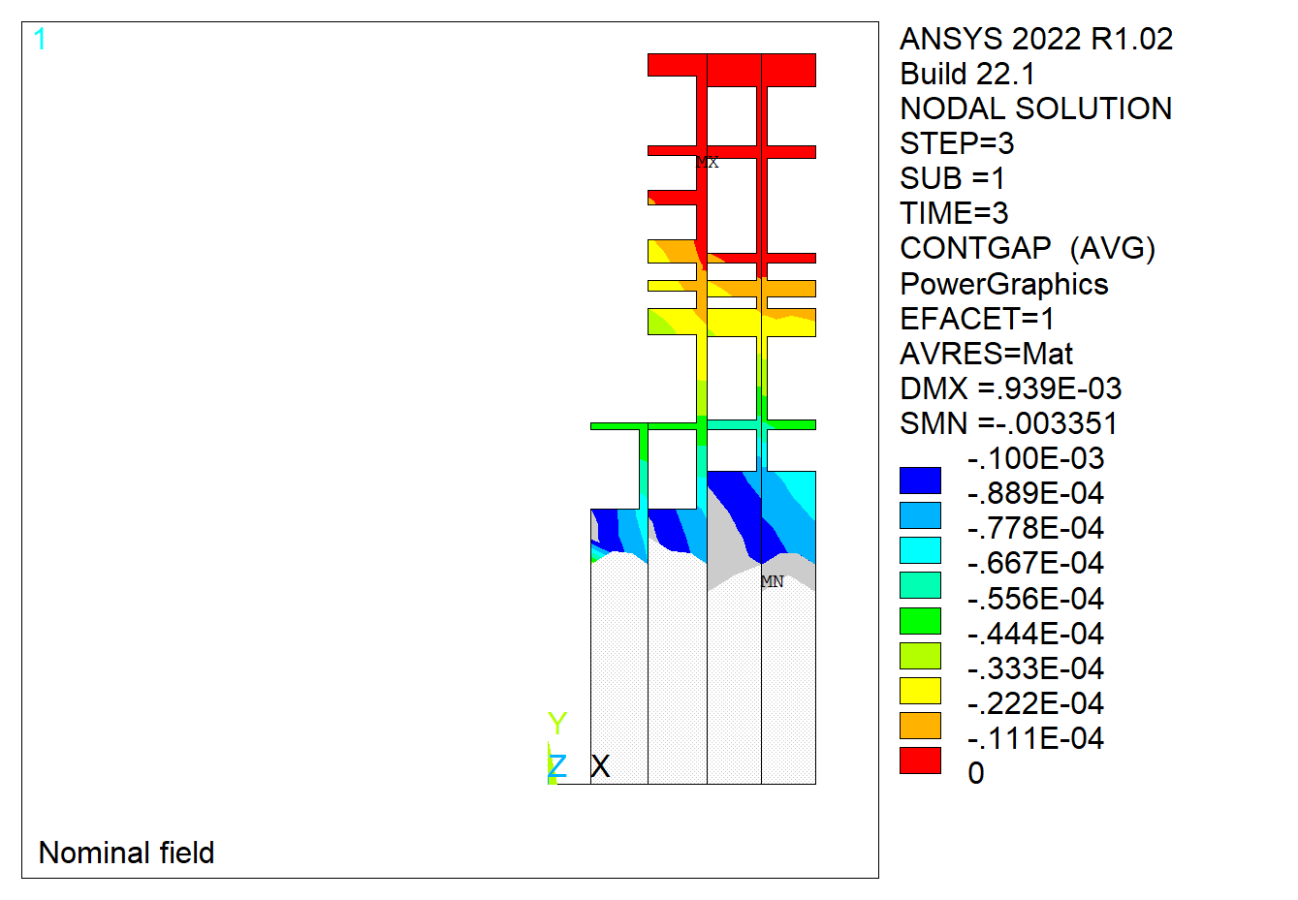 1
ANSYS 2022 R1.02
Build 22.1
NODAL SOLUTION
STEP=3
SUB =1
TIME=3
CONTGAP (AVG)
PowerGraphics
EFACET=1
AVRES=Mat
DMX =.939E-03
SMN =-.003351
-.100E-03
-.889E-04
-.778E-04
-.667E-04
-.556E-04
-.444E-04
-.333E-04
-.222E-04
-.111E-04
0
MX
MN
Y
Z X
Nominal field